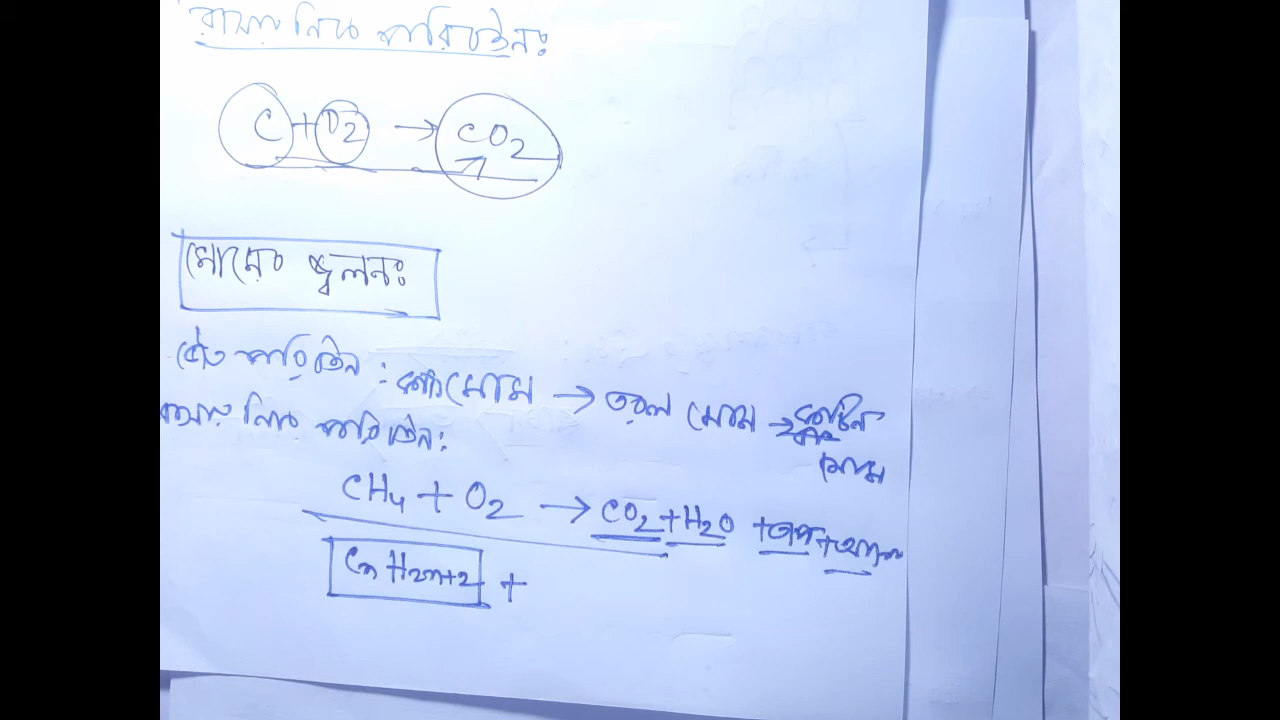 রাসায়নিক পরিবর্তনঃ
C + O2 → CO2
মোমের জ্বলনঃ
ভৌত পরিবর্তন : মোম → তরল মোম → কঠিন
মোম
রাসায়নিক পরিবর্তন:
CH4 + O2 → CO2 + H2O + তাপ + আলো
CnH2n+2 +